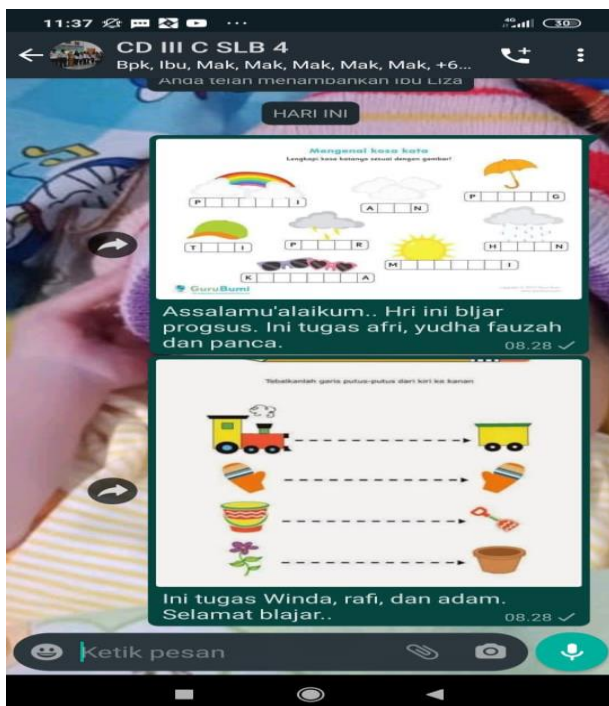 11:37
4G
30
CD III C SLB 4
Bpk, Ibu, Mak, Mak, Mak, Mak, Mak, +6...
Anda telah menambahkan Ibu Liza
HARI INI
Mengenal kosa kata
Lengkapi kosa katanya sesuai dengan gambar!
P I
A N
P G
T I
P R
M I
H N
K A
GuruBumi
Assalamu'alaikum.. Hri ini bljar
progsus. Ini tugas afri, yudha fauzah
dan panca.
08.28
Tebalkanlah garis putus-putus dari kiri ke kanan
Ini tugas Winda, rafi, dan adam.
Selamat blajar..
08.28
Ketik pesan